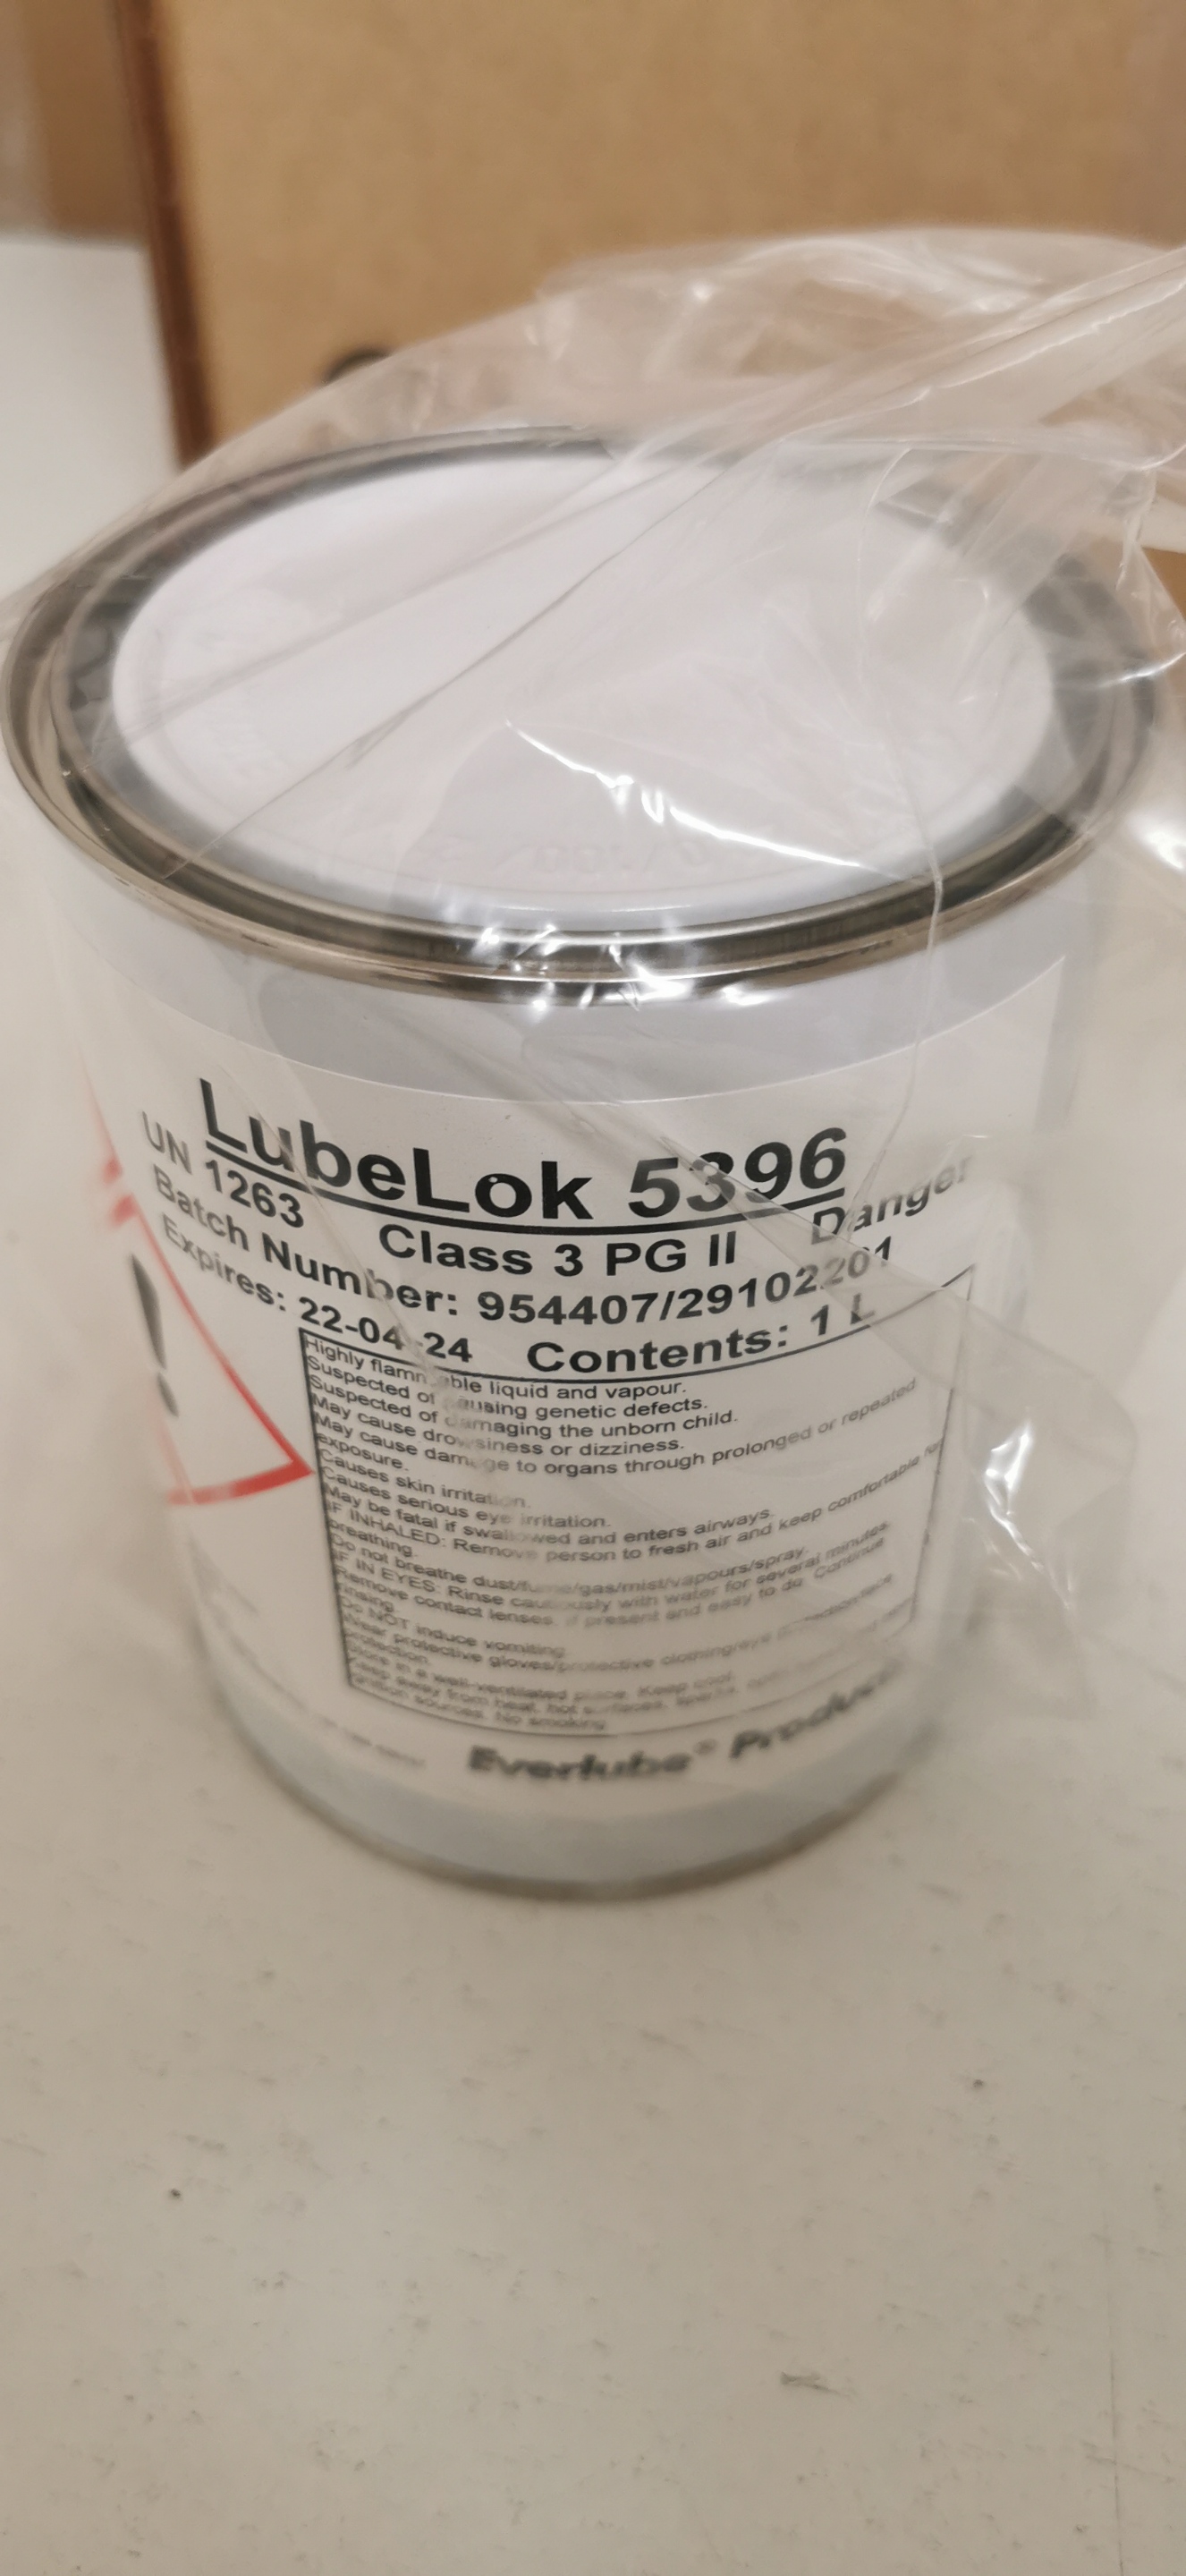 LubeLok 5396
UN 1263 Class 3 PG II Danger
Batch Number: 954407/29102201
Expires: 22-04-24 Contents: 1 L
Highly flammable liquid and vapour.
Suspected of causing genetic defects.
Suspected of damaging the unborn child.
May cause drowsiness or dizziness.
May cause damage to organs through prolonged or repeated
exposure.
Causes skin irritation.
Causes serious eye irritation.
May be fatal if swallowed and enters airways.
IF INHALED: Remove person to fresh air and keep comfortable for
breathing.
Do not breathe dust/fume/gas/mist/vapours/spray.
IF IN EYES: Rinse cautiously with water for several minutes.
Remove contact lenses, if present and easy to do. Continue
rinsing.
Do NOT induce vomiting.
Wear protective gloves/protective clothing/eye protection/face
protection.
Store in a well-ventilated place. Keep cool.
Keep away from heat, hot surfaces, sparks, open
ignition sources. No smoking.
Everlube® Products